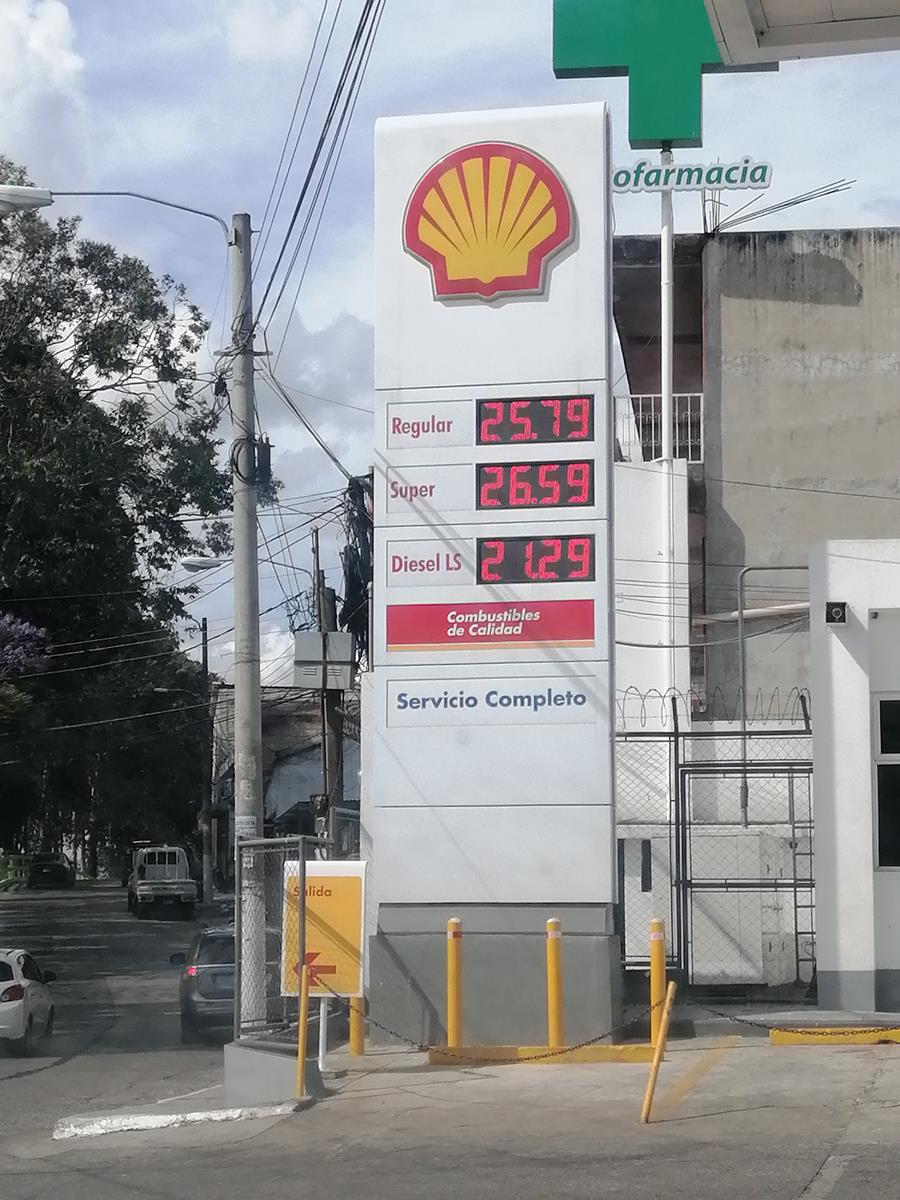 ofarmacia
Regular 25.79
Super 26.59
Diesel LS 21.29
Combustibles
de Calidad
Servicio Completo
Salida